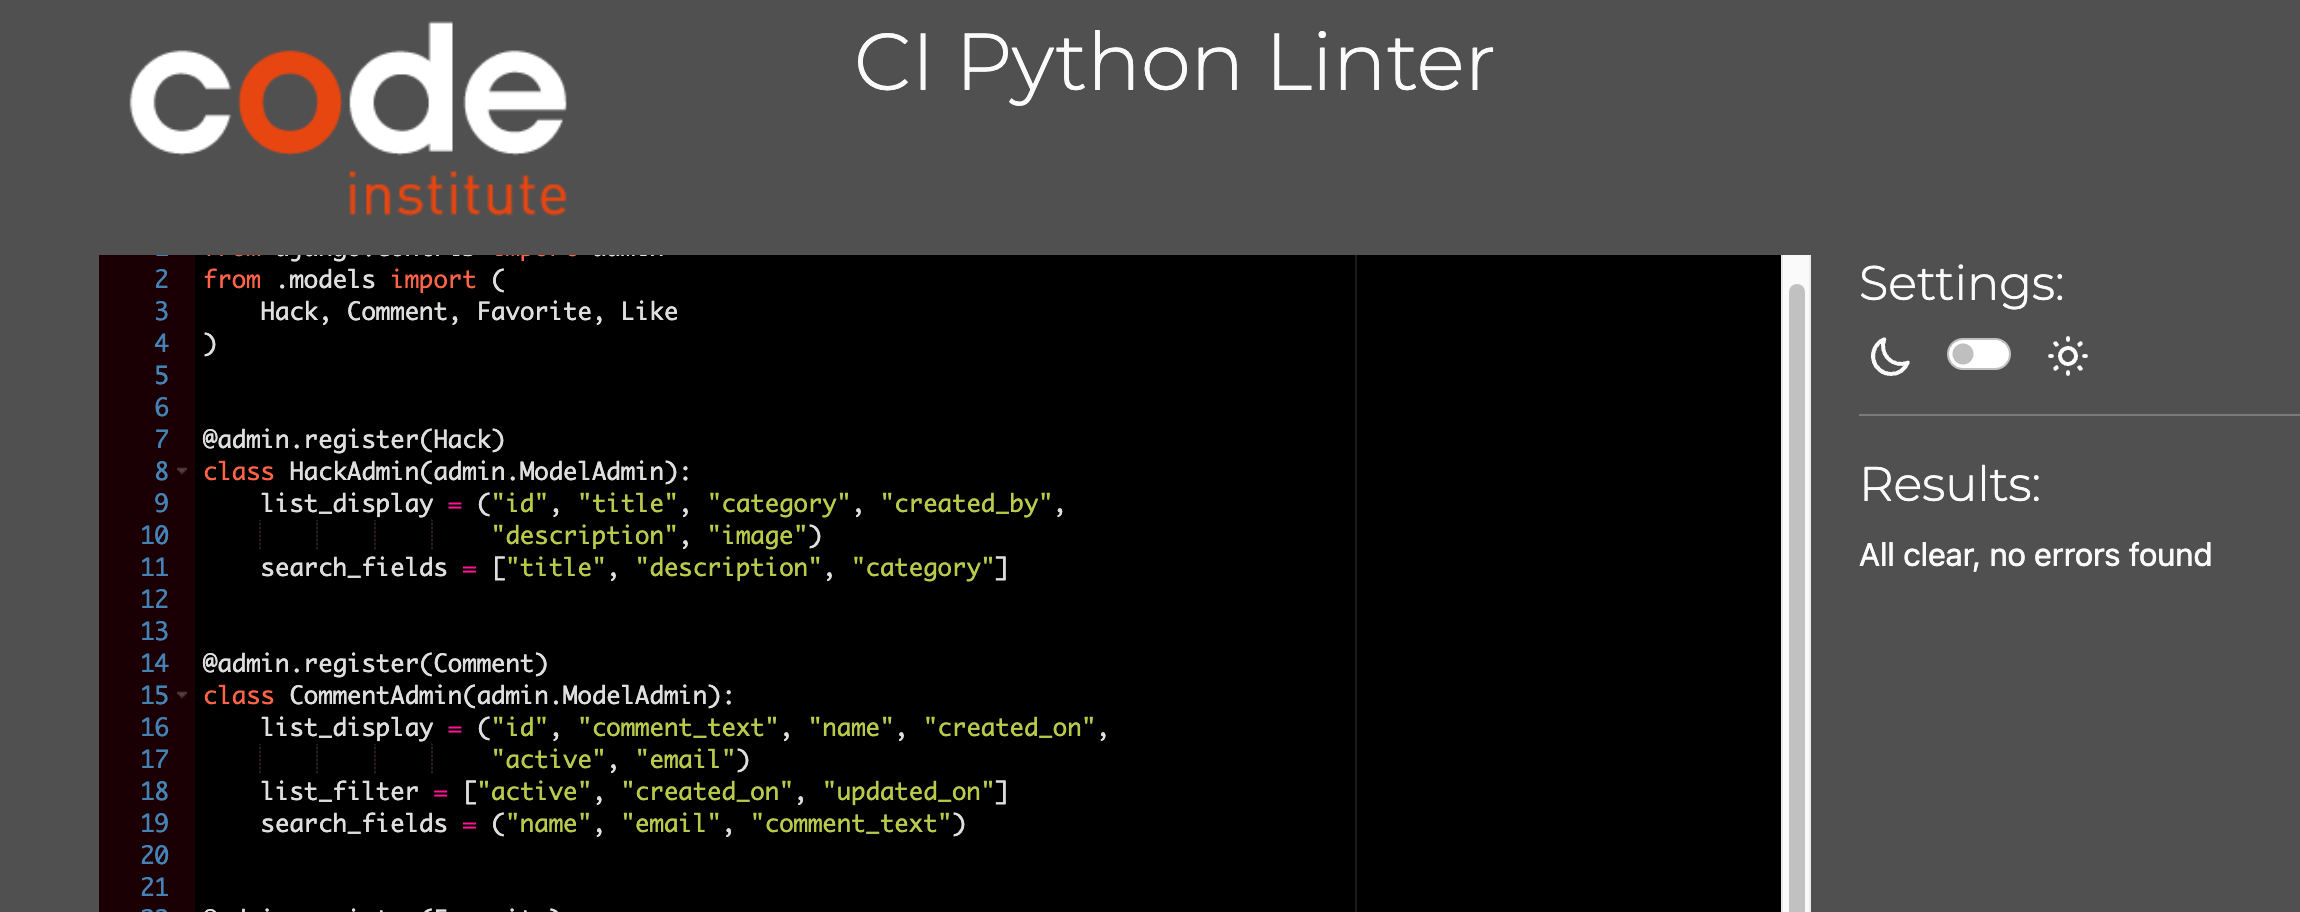 code
institute
CI Python Linter
2 from .models import (
3 Hack, Comment, Favorite, Like
4 )
5
6
7 @admin.register(Hack)
8 class HackAdmin(admin.ModelAdmin):
9 list_display = ("id", "title", "category", "created_by",
10 "description", "image")
11 search_fields = ["title", "description", "category"]
12
13
14 @admin.register(Comment)
15 class CommentAdmin(admin.ModelAdmin):
16 list_display = ("id", "comment_text", "name", "created_on",
17 "active", "email")
18 list_filter = ["active", "created_on", "updated_on"]
19 search_fields = ("name", "email", "comment_text")
20
21
Settings:
Results:
All clear, no errors found